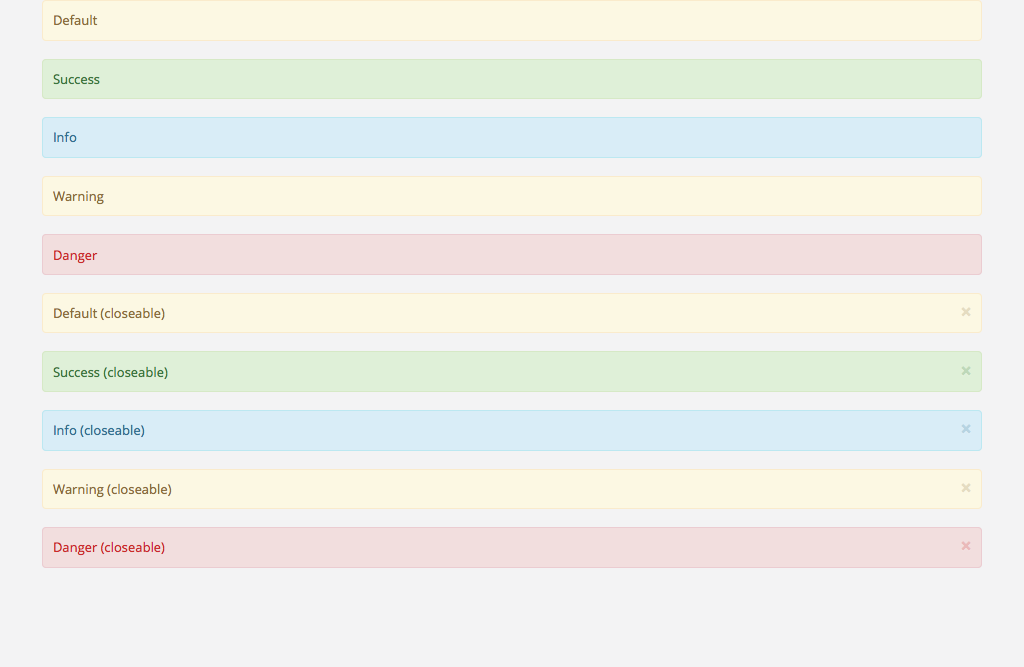 Default
Success
Info
Warning
Danger
Default (closeable)
Success (closeable)
Info (closeable)
Warning (closeable)
Danger (closeable)